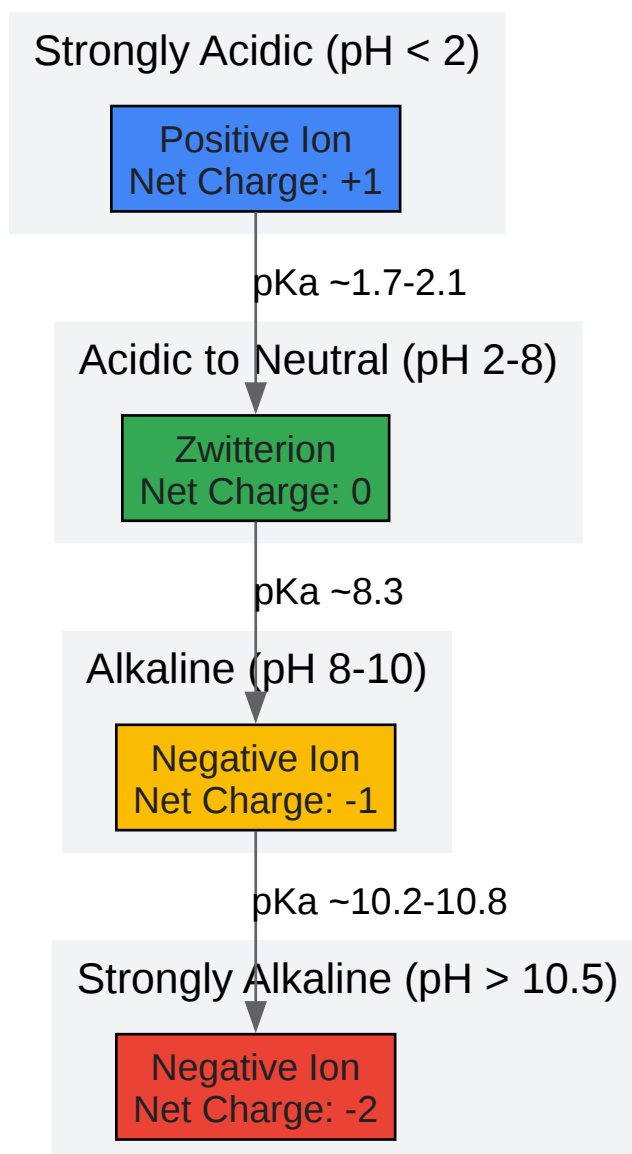 Strongly Acidic (pH < 2)
Positive Ion
Net Charge: +1
pKa ~1.7-2.1
Acidic to Neutral (pH 2-8)
Zwitterion
Net Charge: 0
pKa ~8.3
Alkaline (pH 8-10)
Negative Ion
Net Charge: -1
pKa ~10.2-10.8
Strongly Alkaline (pH > 10.5)
Negative Ion
Net Charge: -2